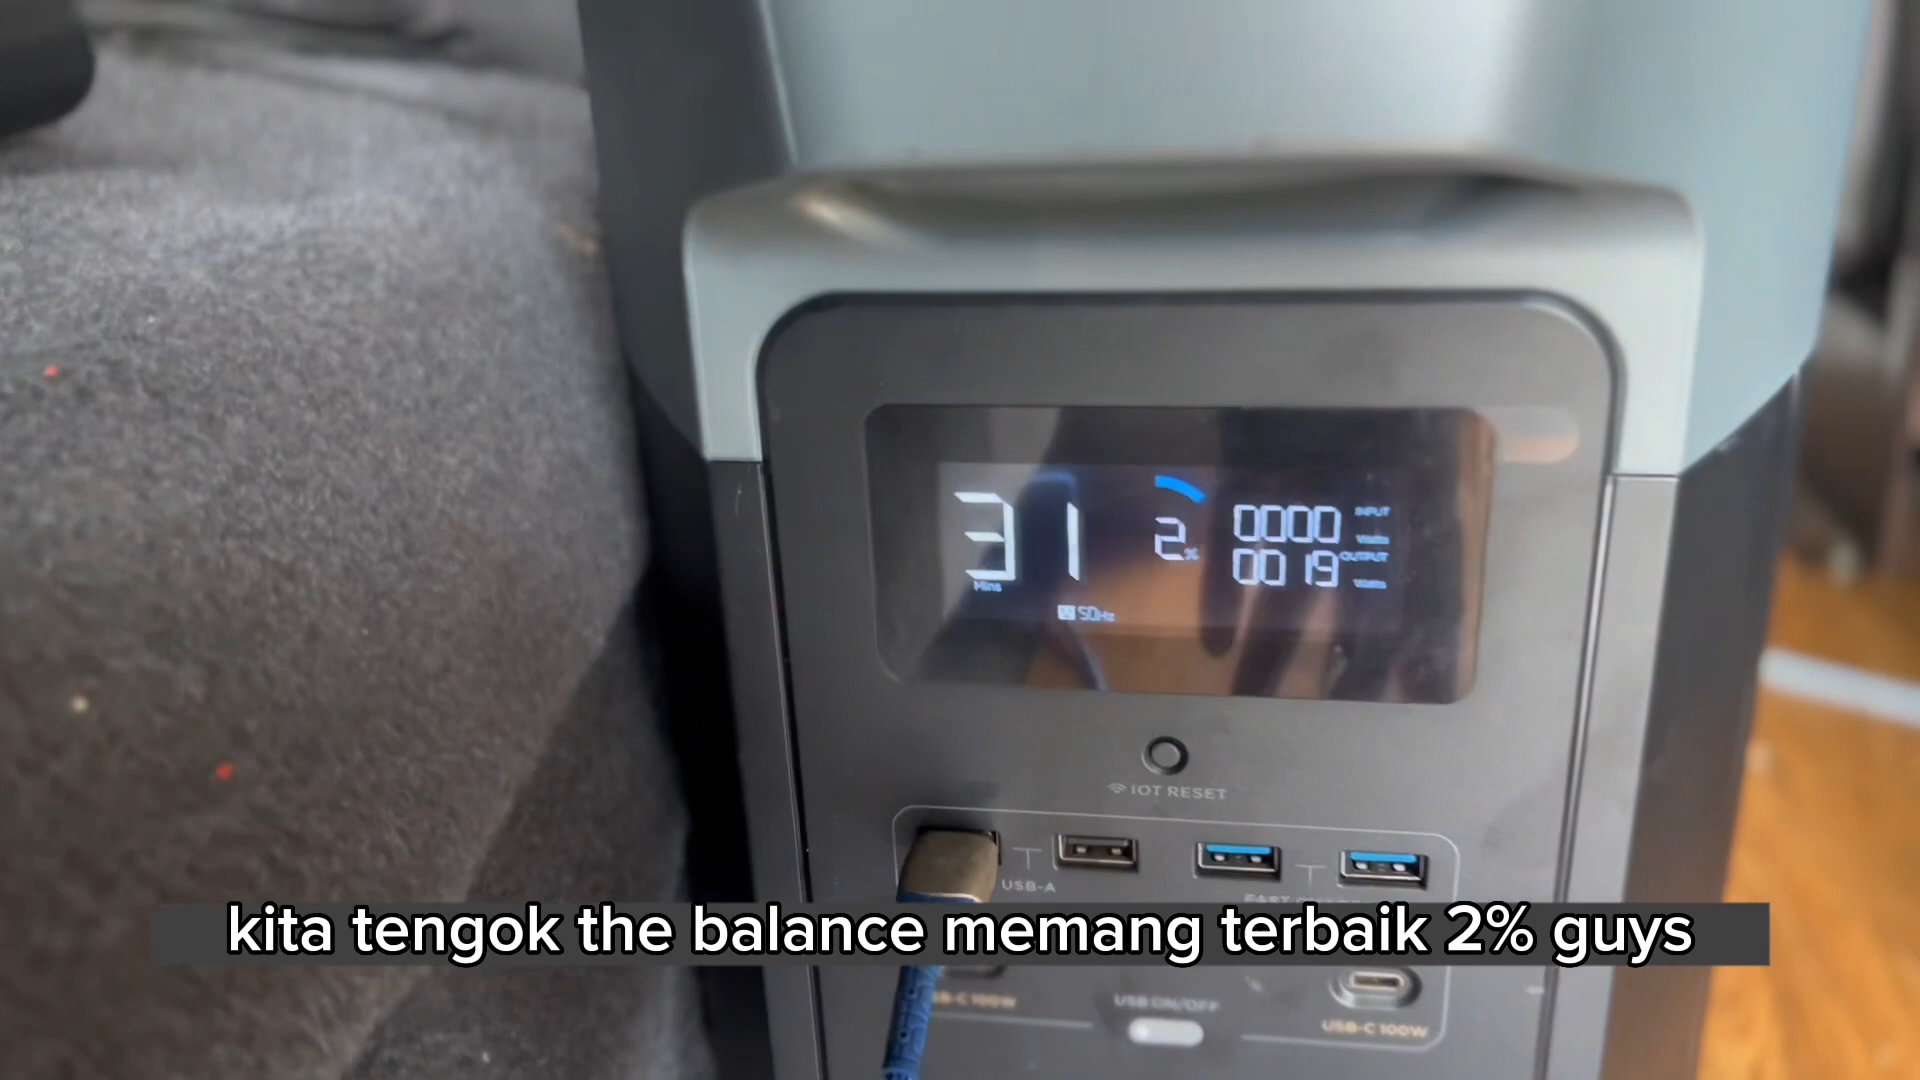 31
Mins
2%
0000 INPUT
Watts
0019 OUTPUT
Watts
50Hz
IOT RESET
USB-A
kita tengok the balance memang terbaik 2% guys
USB-C 100W
USB ON/OFF
USB-C 100W